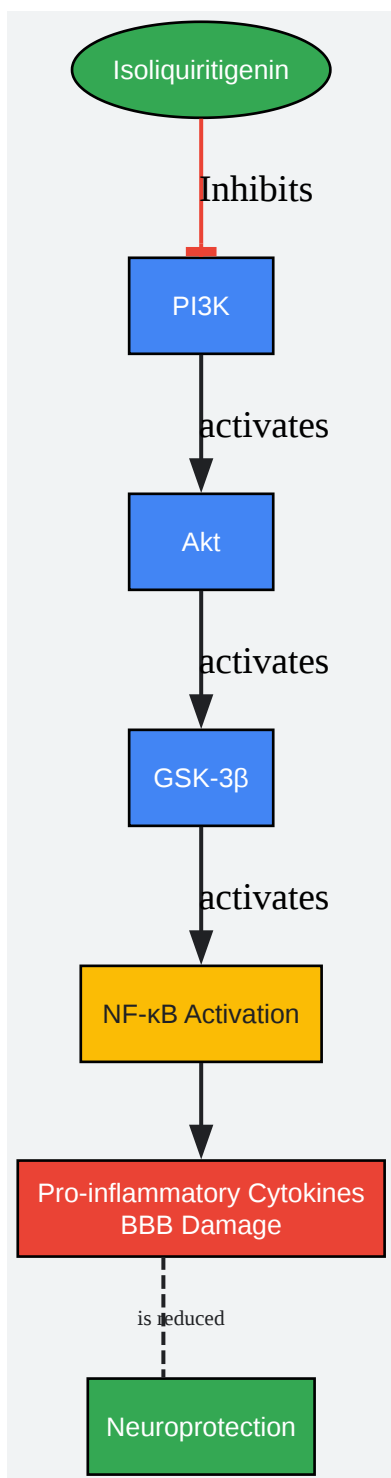 Isoliquiritigenin
Inhibits
PI3K
activates
Akt
activates
GSK-3β
activates
NF-κB Activation
Pro-inflammatory Cytokines
BBB Damage
is reduced
Neuroprotection